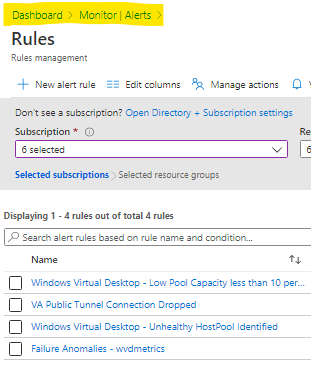 Dashboard > Monitor | Alerts >
Rules
Rules management
+ New alert rule Edit columns Manage actions
Don't see a subscription? Open Directory + Subscription settings
Subscription * Re
6 selected 6
Selected subscriptions > Selected resource groups
Displaying 1 - 4 rules out of total 4 rules
Search alert rules based on rule name and condition...
Name ↑↓
Windows Virtual Desktop - Low Pool Capacity less than 10 per...
VA Public Tunnel Connection Dropped
Windows Virtual Desktop - Unhealthy HostPool Identified
Failure Anomalies - wvdmetrics